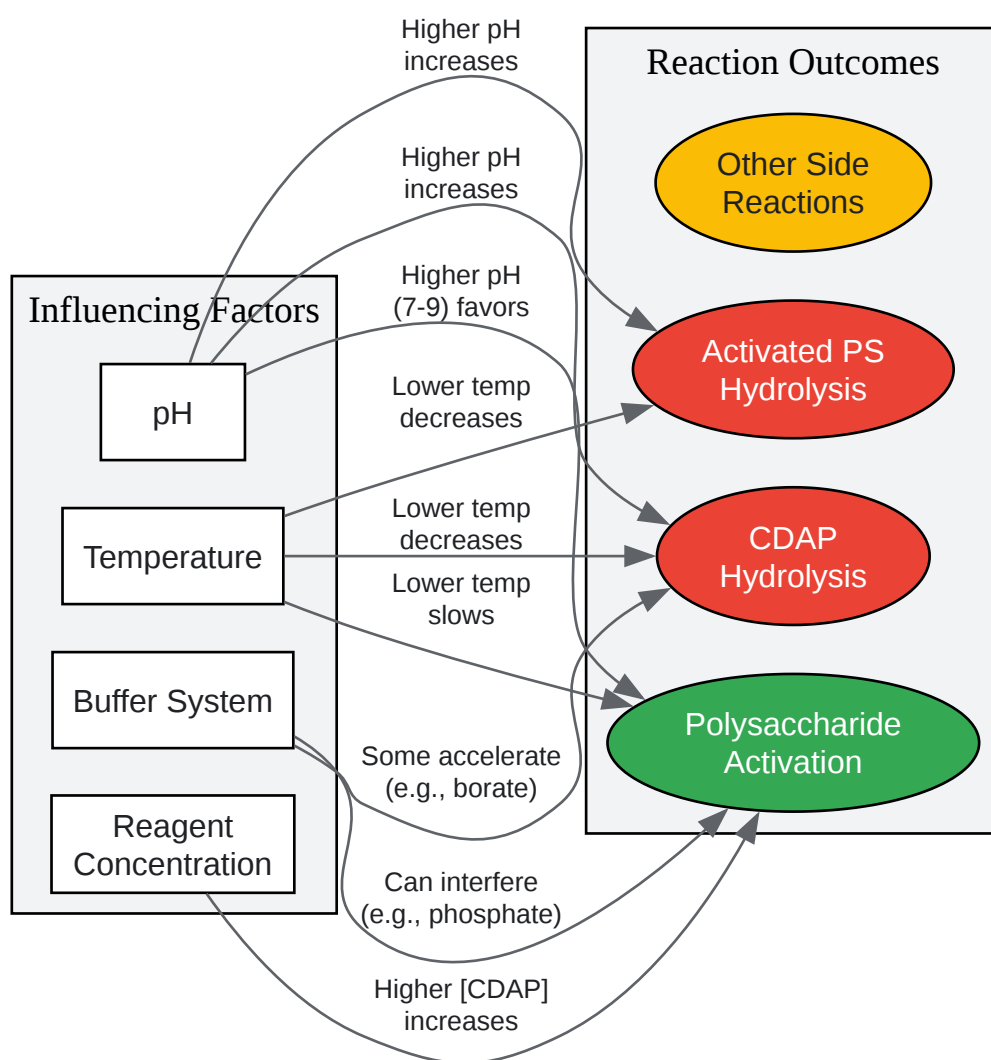 Higher pH
increases
Reaction Outcomes
Other Side
Reactions
Higher pH
increases
Influencing Factors
Higher pH
(7-9) favors
Activated PS
Hydrolysis
pH
Lower temp
decreases
Temperature
Lower temp
decreases
CDAP
Hydrolysis
Lower temp
slows
Buffer System
Polysaccharide
Activation
Some accelerate
(e.g., borate)
Reagent
Concentration
Can interfere
(e.g., phosphate)
Higher [CDAP]
increases